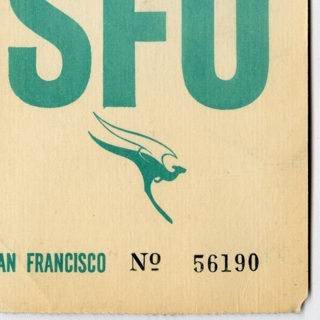 SFO
AN FRANCISCO Nº 56190